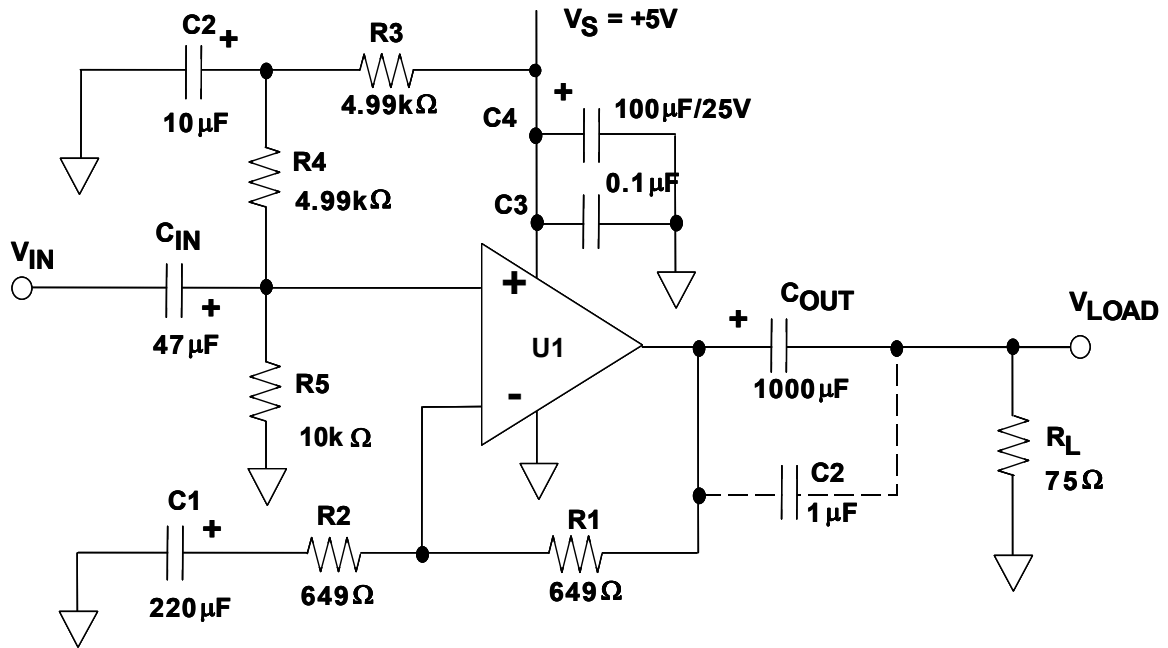 C2
+
R3
VS = +5V
10μF
4.99kΩ
+
100μF/25V
C4
R4
4.99kΩ
0.1μF
C3
CIN
VIN
+
+
47μF
COUT
VLOAD
+
U1
1000μF
R5
10kΩ
-
RL
75Ω
C2
1μF
C1
+
R2
R1
220μF
649Ω
649Ω